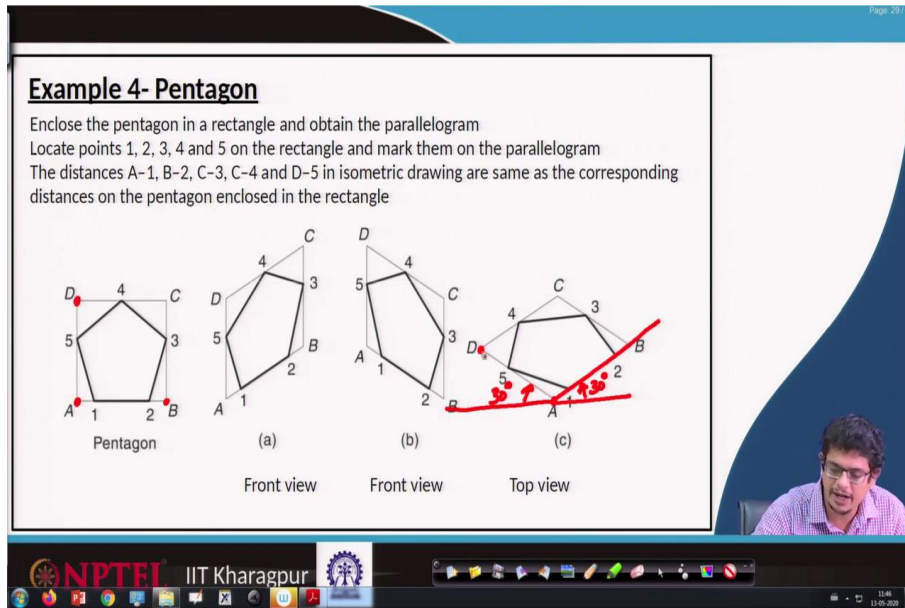 Page: 29 /
Example 4- Pentagon
Enclose the pentagon in a rectangle and obtain the parallelogram
Locate points 1, 2, 3, 4 and 5 on the rectangle and mark them on the parallelogram
The distances A–1, B–2, C–3, C–4 and D–5 in isometric drawing are same as the corresponding
distances on the pentagon enclosed in the rectangle
D 4 C
5 3
A 1 2 B
Pentagon
C
4
3
D
5
B
2
A 1
(a)
Front view
D
4
5
C
3
A
1
2 B
(b)
Front view
C
4 3
D B
5 2
30° 30°
1
A
(c)
Top view
NPTEL IIT Kharagpur
11:46
13-05-2020